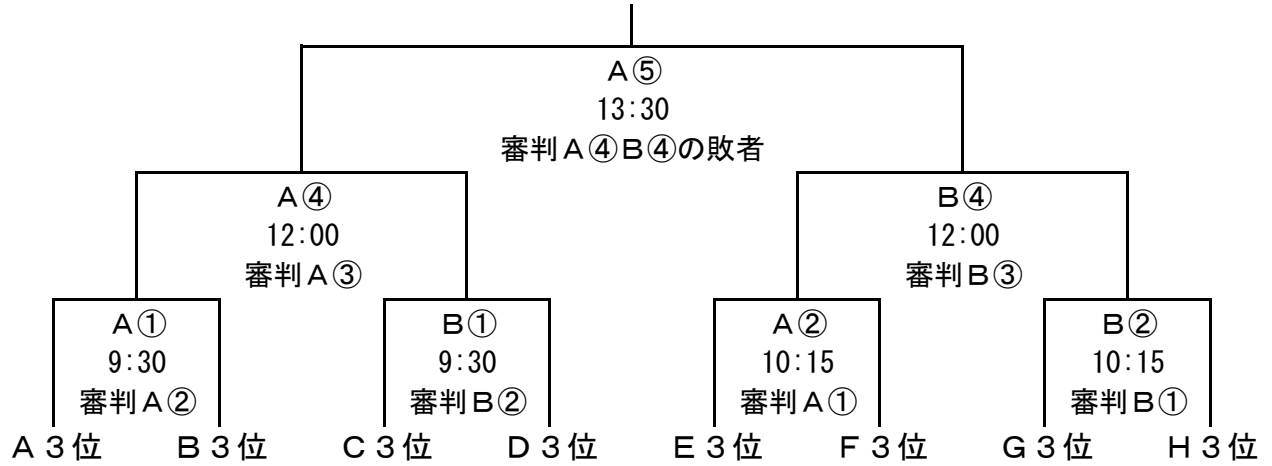 Ａ⑤
13:30
審判Ａ④Ｂ④の敗者
Ａ④
12:00
審判Ａ③
Ｂ④
12:00
審判Ｂ③
Ａ①
9:30
審判Ａ②
Ｂ①
9:30
審判Ｂ②
Ａ②
10:15
審判Ａ①
Ｂ②
10:15
審判Ｂ①
Ａ３位
Ｂ３位
Ｃ３位
Ｄ３位
Ｅ３位
Ｆ３位
Ｇ３位
Ｈ３位